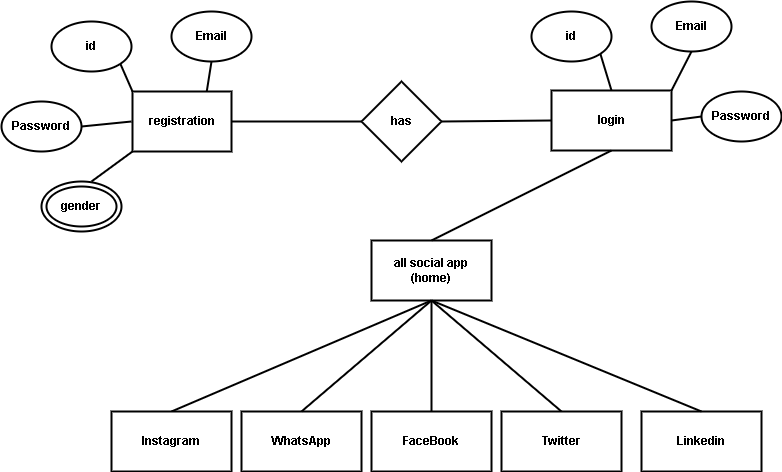 id
Email
id
Email
Password
registration
has
login
Password
gender
all social app
(home)
Instagram
WhatsApp
FaceBook
Twitter
Linkedin